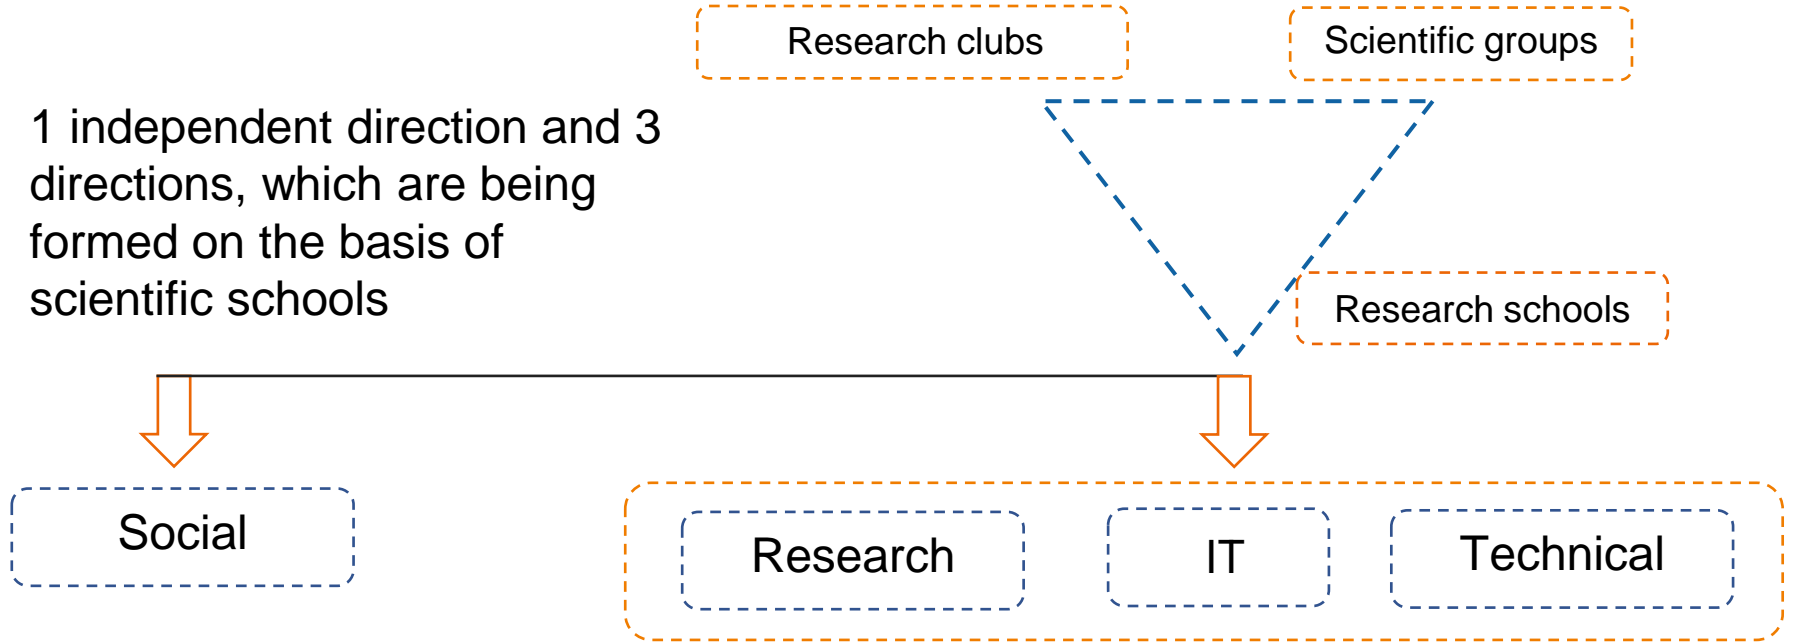 Research clubs
Scientific groups
1 independent direction and 3
directions, which are being
formed on the basis of
scientific schools
Research schools
Social
Research
IT
Technical